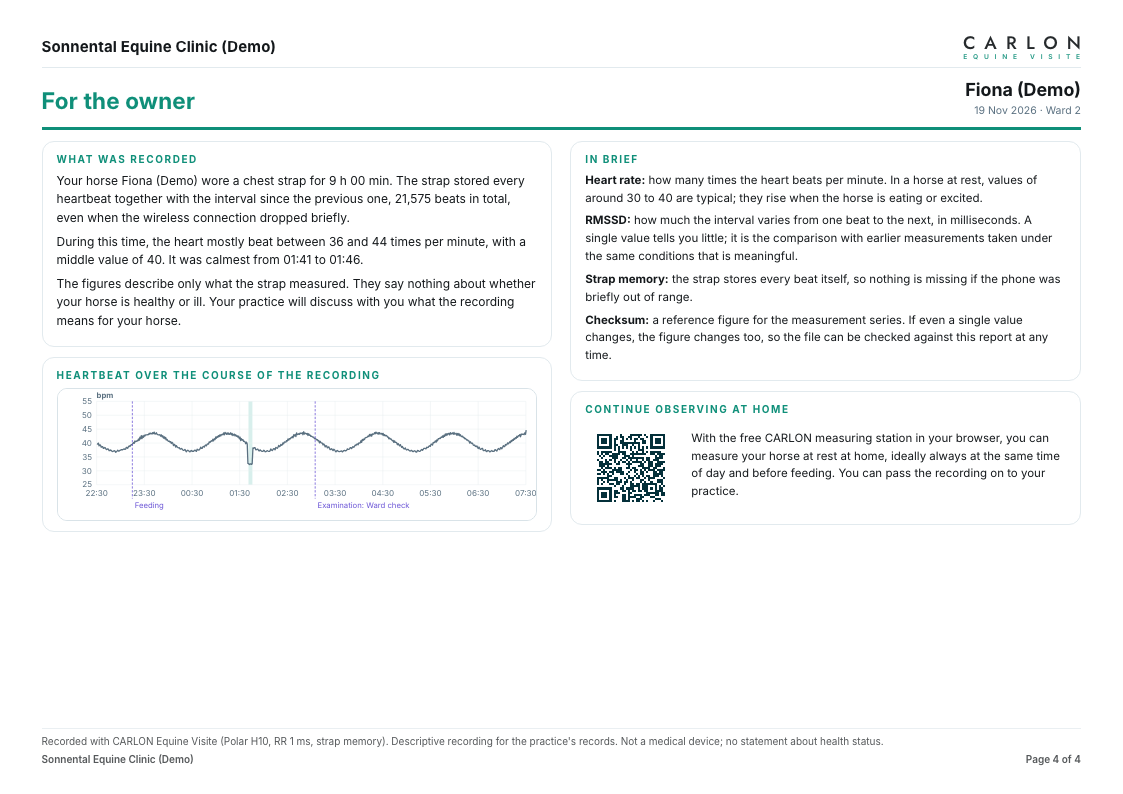 Sonnental Equine Clinic (Demo)
CARLON
EQUINE VISITE
For the owner
Fiona (Demo)
19 Nov 2026 · Ward 2
WHAT WAS RECORDED
Your horse Fiona (Demo) wore a chest strap for 9 h 00 min. The strap stored every
heartbeat together with the interval since the previous one, 21,575 beats in total,
even when the wireless connection dropped briefly.
During this time, the heart mostly beat between 36 and 44 times per minute, with a
middle value of 40. It was calmest from 01:41 to 01:46.
The figures describe only what the strap measured. They say nothing about whether
your horse is healthy or ill. Your practice will discuss with you what the recording
means for your horse.
HEARTBEAT OVER THE COURSE OF THE RECORDING
bpm
55
50
45
40
35
30
25
22:30 23:30 00:30 01:30 02:30 03:30 04:30 05:30 06:30 07:30
Feeding
Examination: Ward check
IN BRIEF
Heart rate: how many times the heart beats per minute. In a horse at rest, values of
around 30 to 40 are typical; they rise when the horse is eating or excited.
RMSSD: how much the interval varies from one beat to the next, in milliseconds. A
single value tells you little; it is the comparison with earlier measurements taken under
the same conditions that is meaningful.
Strap memory: the strap stores every beat itself, so nothing is missing if the phone was
briefly out of range.
Checksum: a reference figure for the measurement series. If even a single value
changes, the figure changes too, so the file can be checked against this report at any
time.
CONTINUE OBSERVING AT HOME
With the free CARLON measuring station in your browser, you can
measure your horse at rest at home, ideally always at the same time
of day and before feeding. You can pass the recording on to your
practice.
Recorded with CARLON Equine Visite (Polar H10, RR 1 ms, strap memory). Descriptive recording for the practice's records. Not a medical device; no statement about health status.
Sonnental Equine Clinic (Demo)
Page 4 of 4